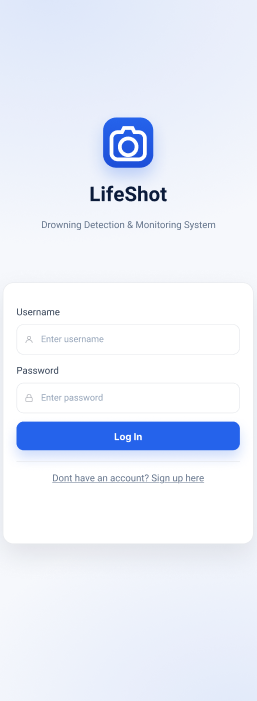 LifeShot
Drowning Detection & Monitoring System
Username
Enter username
Password
Enter password
Log In
Dont have an account? Sign up here